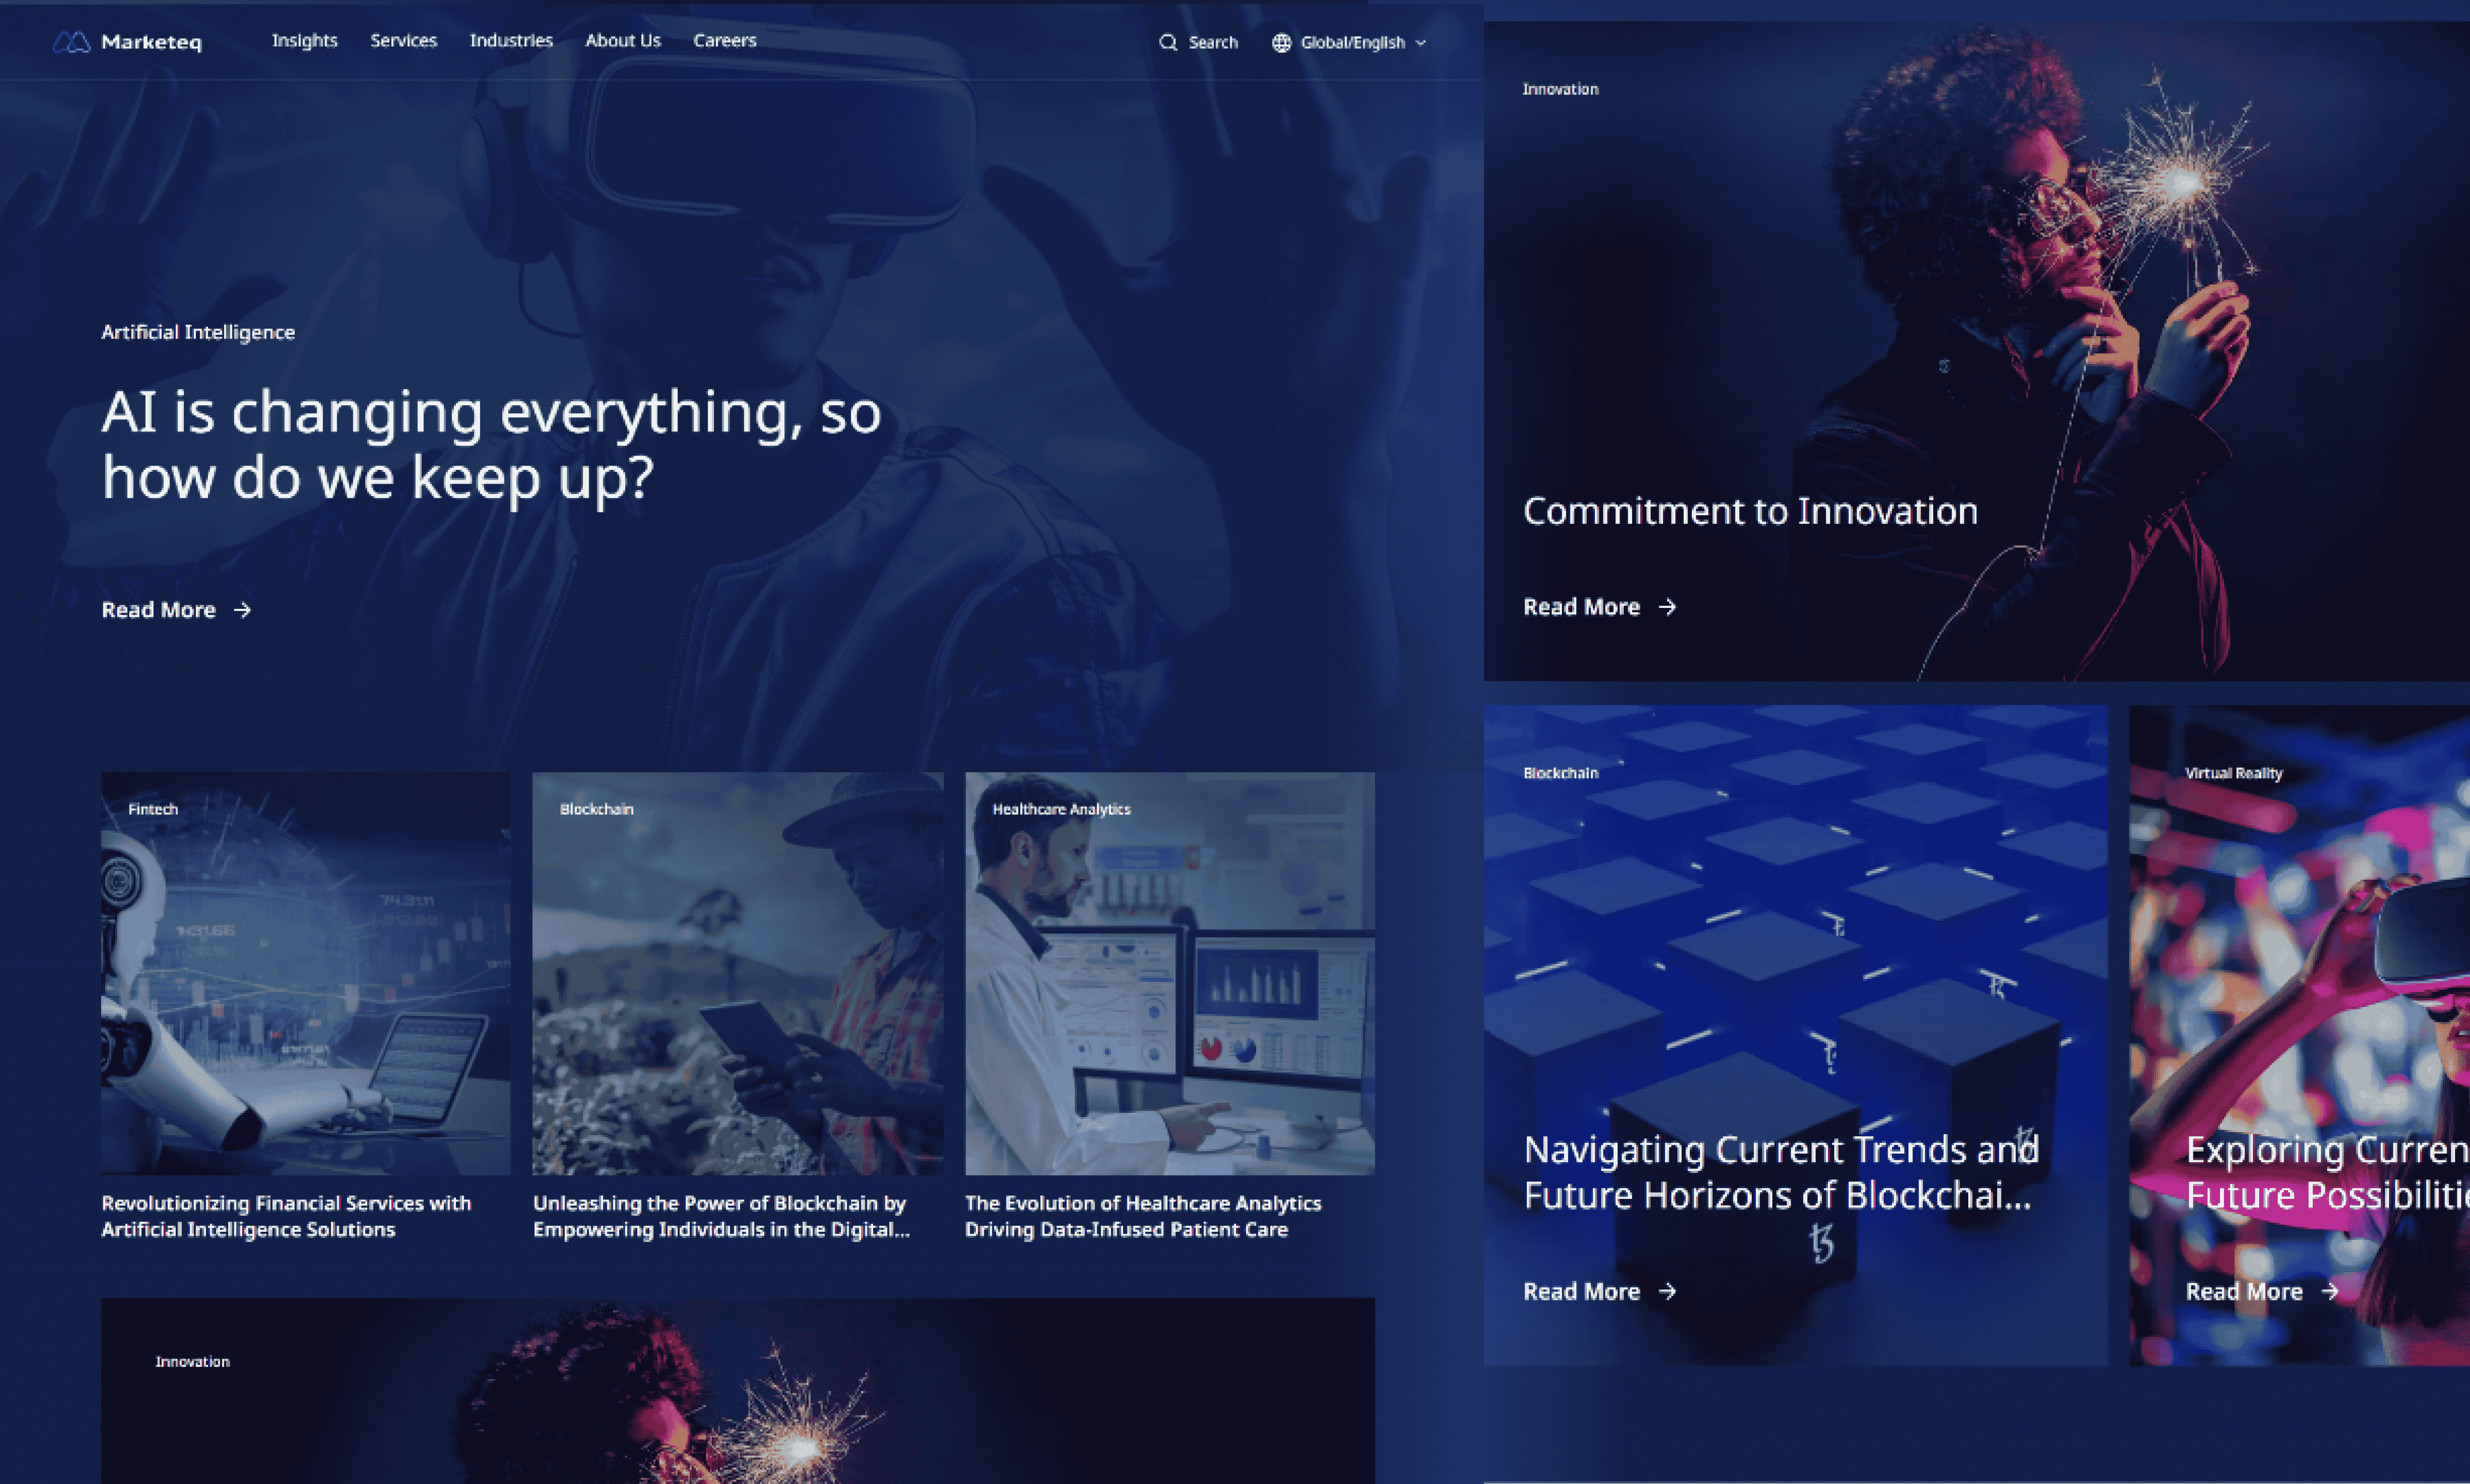 Marketeq
Insights
Services
Industries
About Us
Careers
Search
Global/English
Artificial Intelligence
AI is changing everything, so
how do we keep up?
Read More
Fintech
Revolutionizing Financial Services with
Artificial Intelligence Solutions
Blockchain
Unleashing the Power of Blockchain by
Empowering Individuals in the Digital...
Healthcare Analytics
The Evolution of Healthcare Analytics
Driving Data-Infused Patient Care
Innovation
Innovation
Commitment to Innovation
Read More
Blockchain
Navigating Current Trends and
Future Horizons of Blockchai...
Read More
Virtual Reality
Exploring Curren
Future Possibiliti
Read More